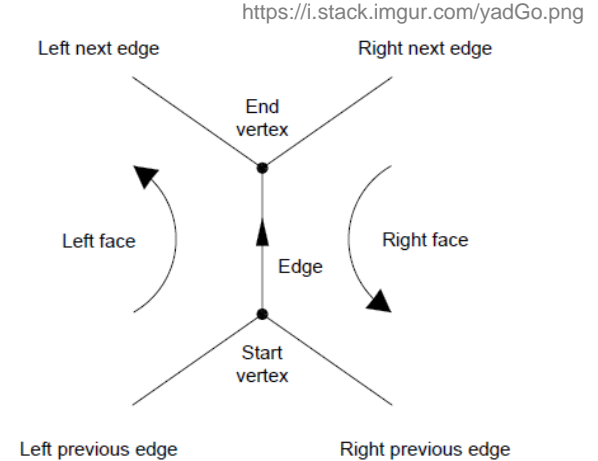 https://i.stack.imgur.com/yadGo.png
Left next edge
Right next edge
End
vertex
Left face
Right face
Edge
Start
vertex
Left previous edge
Right previous edge